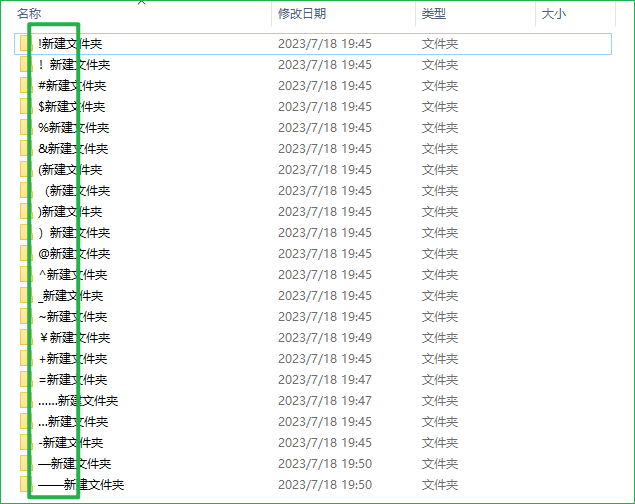 名称 修改日期 类型 大小
!新建文件夹 2023/7/18 19:45 文件夹
！新建文件夹 2023/7/18 19:45 文件夹
#新建文件夹 2023/7/18 19:45 文件夹
$新建文件夹 2023/7/18 19:45 文件夹
%新建文件夹 2023/7/18 19:45 文件夹
&新建文件夹 2023/7/18 19:45 文件夹
(新建文件夹 2023/7/18 19:45 文件夹
（新建文件夹 2023/7/18 19:45 文件夹
)新建文件夹 2023/7/18 19:45 文件夹
）新建文件夹 2023/7/18 19:45 文件夹
@新建文件夹 2023/7/18 19:45 文件夹
^新建文件夹 2023/7/18 19:45 文件夹
_新建文件夹 2023/7/18 19:45 文件夹
~新建文件夹 2023/7/18 19:45 文件夹
￥新建文件夹 2023/7/18 19:49 文件夹
+新建文件夹 2023/7/18 19:45 文件夹
=新建文件夹 2023/7/18 19:47 文件夹
……新建文件夹 2023/7/18 19:47 文件夹
…新建文件夹 2023/7/18 19:45 文件夹
-新建文件夹 2023/7/18 19:45 文件夹
—新建文件夹 2023/7/18 19:50 文件夹
——新建文件夹 2023/7/18 19:50 文件夹